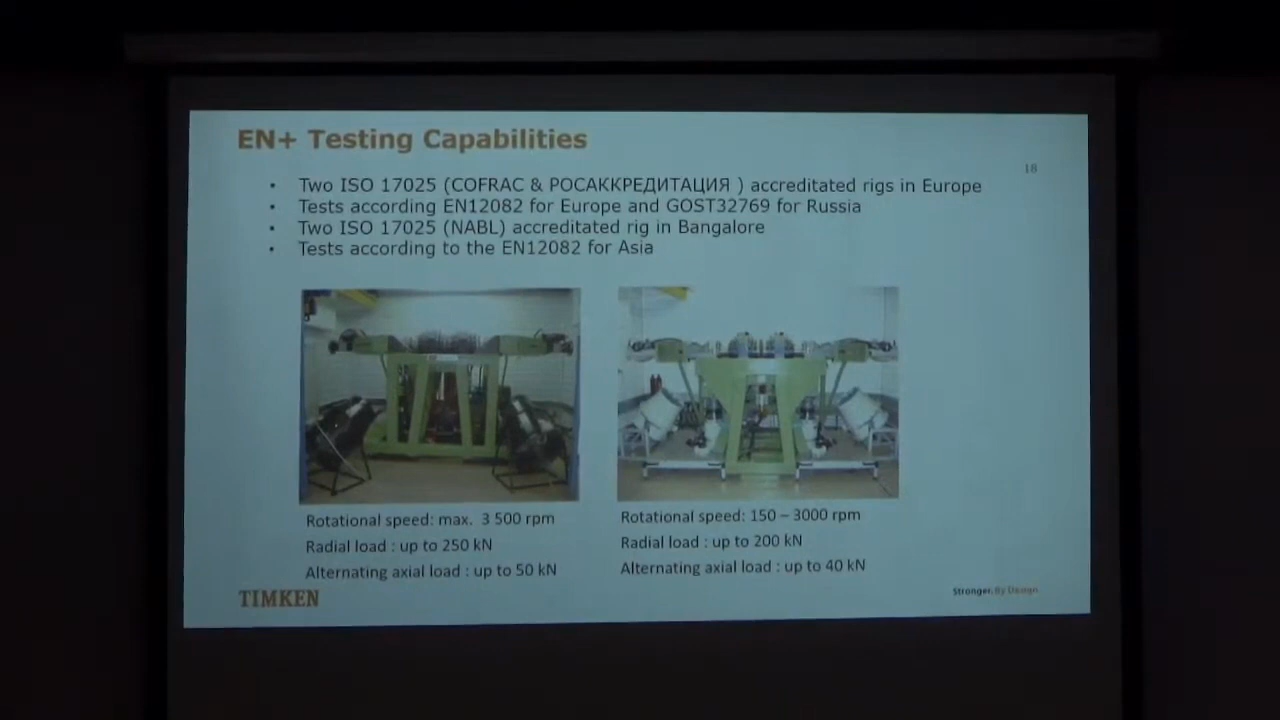 EN+ Testing Capabilities
18
• Two ISO 17025 (COFRAC & РОСАККРЕДИТАЦИЯ ) accreditated rigs in Europe
• Tests according EN12082 for Europe and GOST32769 for Russia
• Two ISO 17025 (NABL) accreditated rig in Bangalore
• Tests according to the EN12082 for Asia
Rotational speed: max. 3 500 rpm
Radial load : up to 250 kN
Alternating axial load : up to 50 kN
Rotational speed: 150 – 3000 rpm
Radial load : up to 200 kN
Alternating axial load : up to 40 kN
TIMKEN
Stronger. By Design